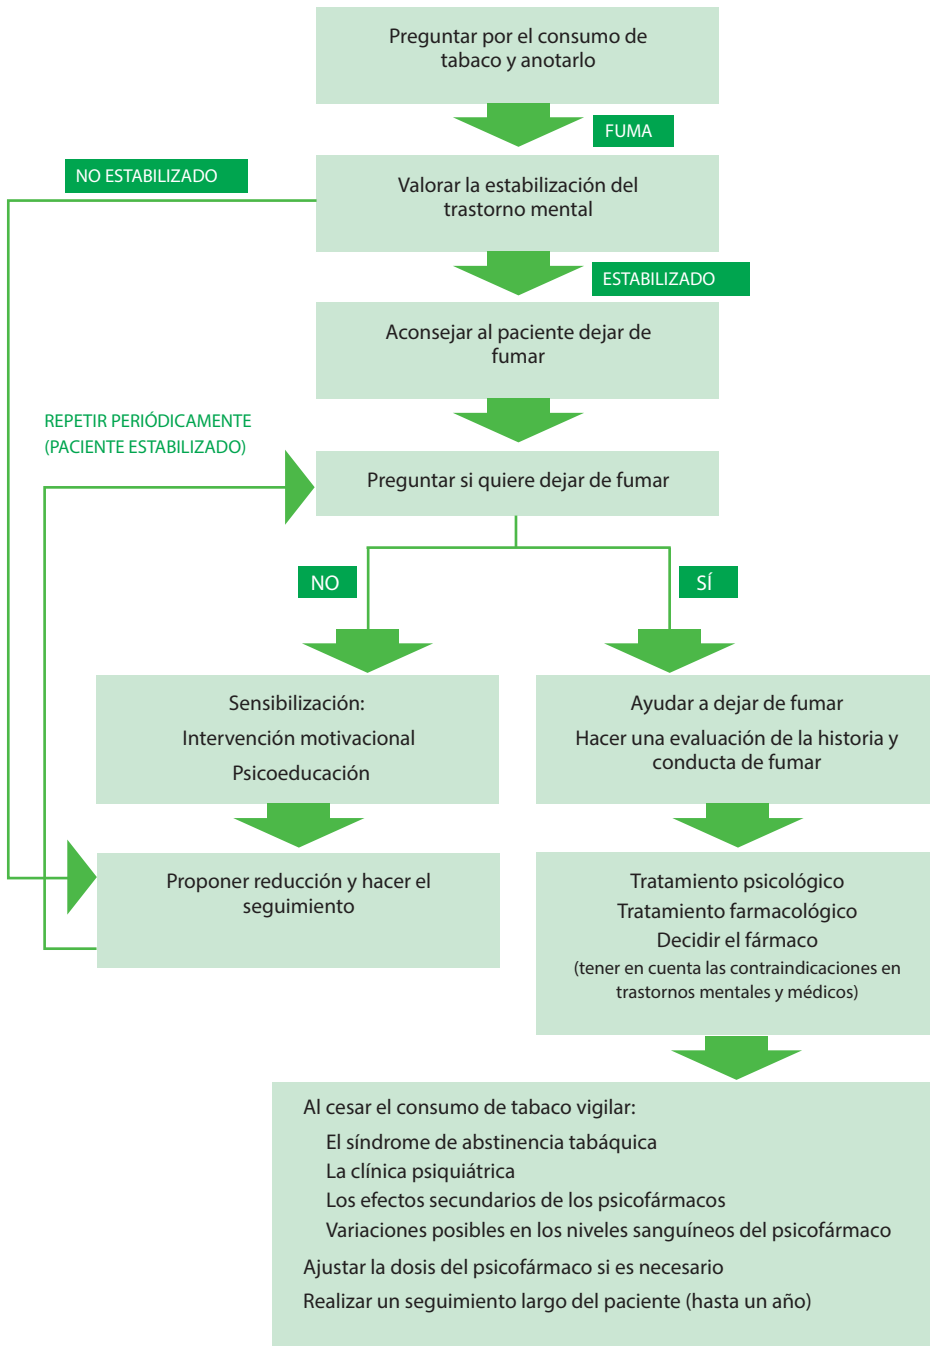 Preguntar por el consumo de
tabaco y anotarlo
FUMA
NO ESTABILIZADO
Valorar la estabilización del
trastorno mental
ESTABILIZADO
Aconsejar al paciente dejar de
fumar
REPETIR PERIÓDICAMENTE
(PACIENTE ESTABILIZADO)
Preguntar si quiere dejar de fumar
NO
SÍ
Sensibilización:
Intervención motivacional
Psicoeducación
Ayudar a dejar de fumar
Hacer una evaluación de la historia y
conducta de fumar
Proponer reducción y hacer el
seguimiento
Tratamiento psicológico
Tratamiento farmacológico
Decidir el fármaco
(tener en cuenta las contraindicaciones en
trastornos mentales y médicos)
Al cesar el consumo de tabaco vigilar:
El síndrome de abstinencia tabáquica
La clínica psiquiátrica
Los efectos secundarios de los psicofármacos
Variaciones posibles en los niveles sanguíneos del psicofármaco
Ajustar la dosis del psicofármaco si es necesario
Realizar un seguimiento largo del paciente (hasta un año)